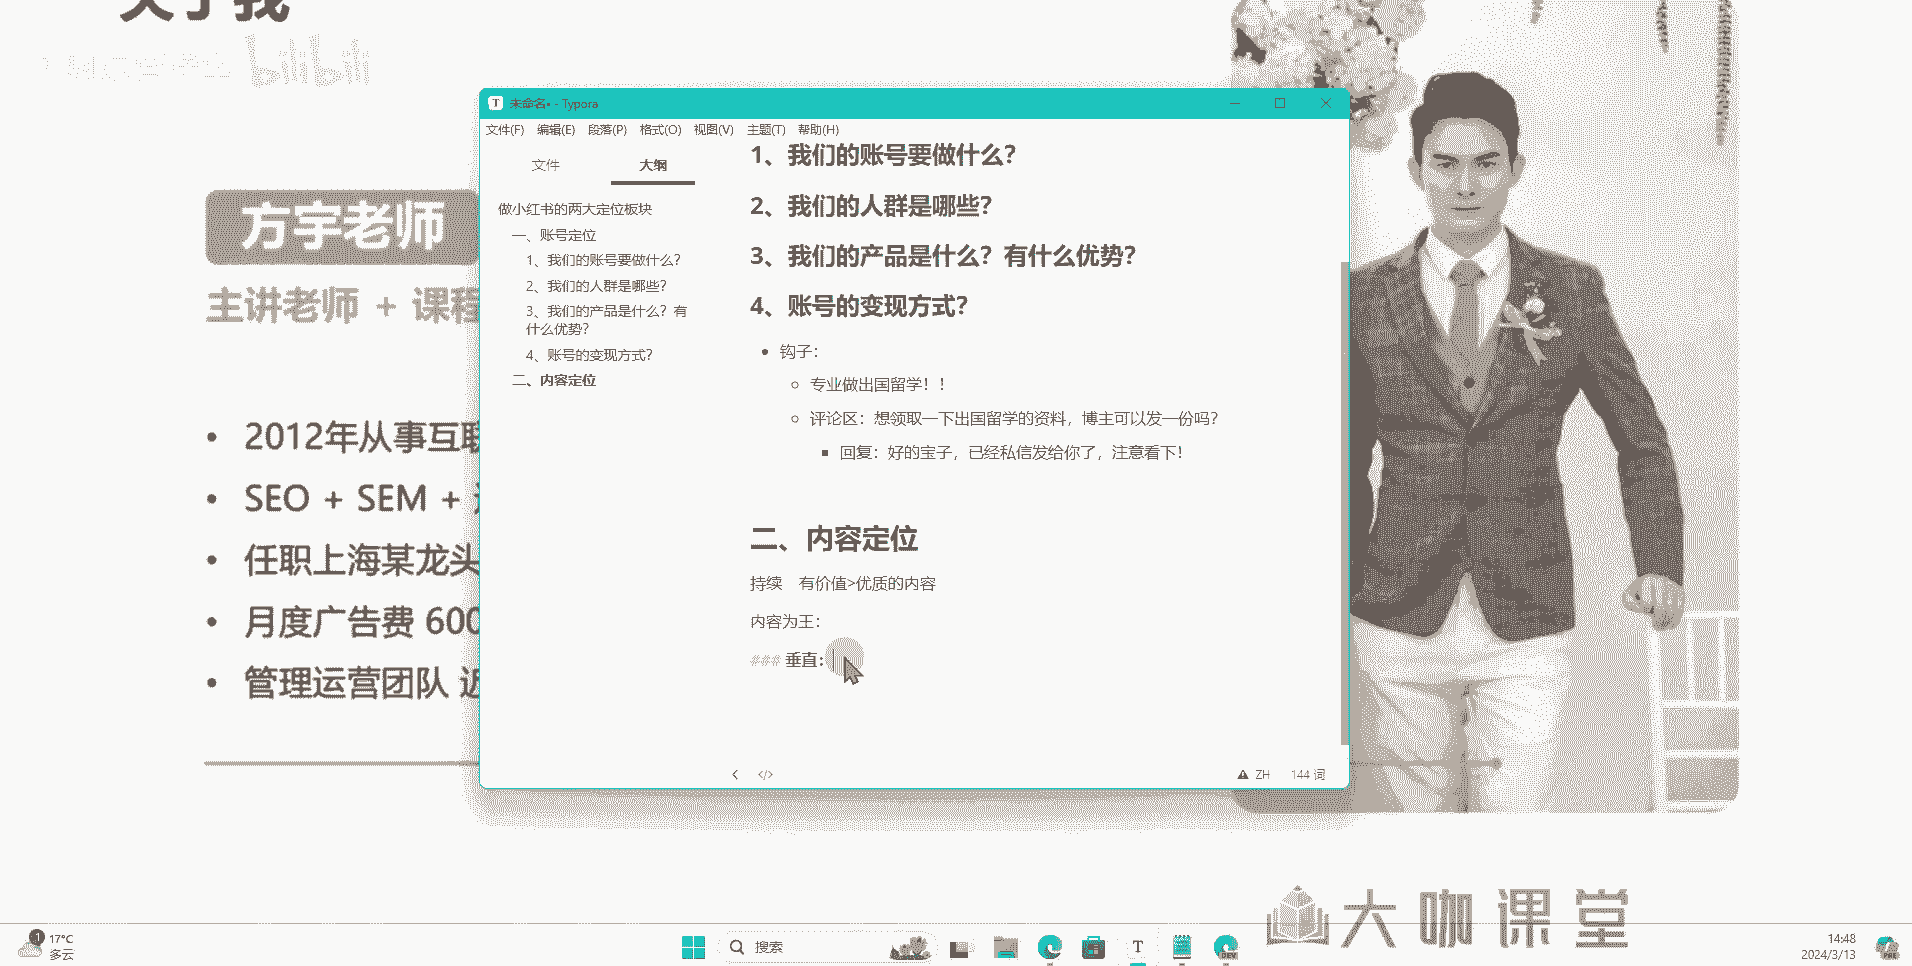 关于我
bilibili
方宇老师
主讲老师 + 课程
2012年从事互联
SEO + SEM +
任职上海某龙头
月度广告费 600
管理运营团队 近
T 未命名• - Typora
文件(F) 编辑(E) 段落(P) 格式(O) 视图(V) 主题(T) 帮助(H)
文件 大纲
做小红书的两大定位板块
一、账号定位
1、我们的账号要做什么?
2、我们的人群是哪些?
3、我们的产品是什么?有
什么优势?
4、账号的变现方式?
二、内容定位
1、我们的账号要做什么?
2、我们的人群是哪些?
3、我们的产品是什么?有什么优势?
4、账号的变现方式?
钩子:
专业做出国留学!!
评论区:想领取一下出国留学的资料,博主可以发一份吗?
回复:好的宝子,已经私信发给你了,注意看下!
二、内容定位
持续 有价值>优质的内容
内容为王:
### 垂直:
</> ZH 144 词
大咖课堂
1 17°C
多云
搜索
T
DEV
14:48
2024/3/13
PRE